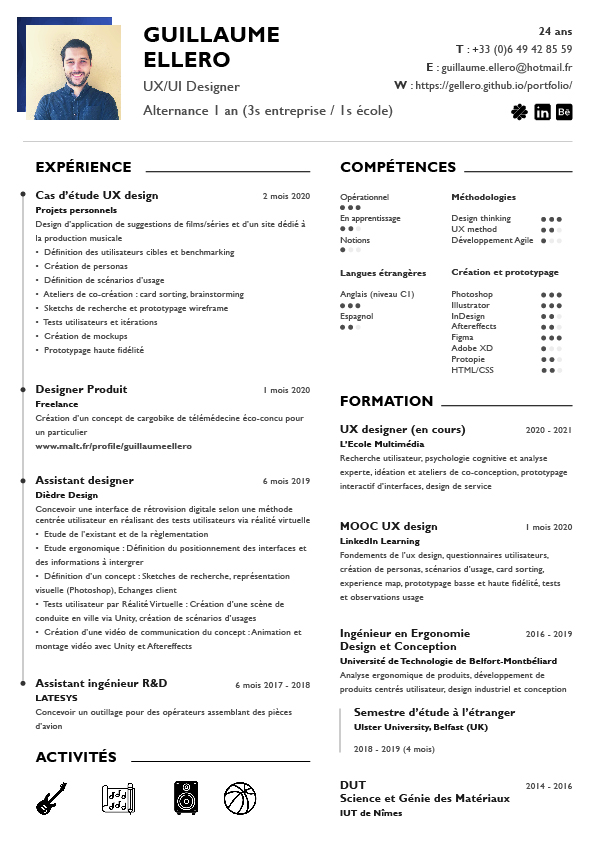 GUILLAUME
ELLERO
UX/UI Designer
Alternance 1 an (3s entreprise / 1s école)
24 ans
T : +33 (0)6 49 42 85 59
E : guillaume.ellero@hotmail.fr
W : https://gellero.github.io/portfolio/
in
Bē
EXPÉRIENCE
Cas d'étude UX design
2 mois 2020
Projets personnels
Design d'application de suggestions de films/séries et d'un site dédié à
la production musicale
• Définition des utilisateurs cibles et benchmarking
• Création de personas
• Définition de scénarios d'usage
• Ateliers de co-création : card sorting, brainstorming
• Sketchs de recherche et prototypage wireframe
• Tests utilisateurs et itérations
• Création de mockups
• Prototypage haute fidélité
Designer Produit
1 mois 2020
Freelance
Création d'un concept de cargobike de télémédecine éco-concu pour
un particulier
www.malt.fr/profile/guillaumeellero
Assistant designer
6 mois 2019
Dièdre Design
Concevoir une interface de rétrovision digitale selon une méthode
centrée utilisateur en réalisant des tests utilisateurs via réalité virtuelle
• Etude de l'existant et de la règlementation
• Etude ergonomique : Définition du positionnement des interfaces et
des informations à intergrer
• Définition d'un concept : Sketches de recherche, représentation
visuelle (Photoshop), Echanges client
• Tests utilisateur par Réalité Virtuelle : Création d'une scène de
conduite en ville via Unity, création de scénarios d'usages
• Création d'une vidéo de communication du concept : Animation et
montage vidéo avec Unity et Aftereffects
Assistant ingénieur R&D
6 mois 2017 - 2018
LATESYS
Concevoir un outillage pour des opérateurs assemblant des pièces
d'avion
ACTIVITÉS
COMPÉTENCES
Opérationnel
En apprentissage
Notions
Méthodologies
Design thinking
UX method
Développement Agile
Langues étrangères
Anglais (niveau C1)
Espagnol
Création et prototypage
Photoshop
Illustrator
InDesign
Aftereffects
Figma
Adobe XD
Protopie
HTML/CSS
FORMATION
UX designer (en cours)
2020 - 2021
L'Ecole Multimédia
Recherche utilisateur, psychologie cognitive et analyse
experte, idéation et ateliers de co-conception, prototypage
interactif d'interfaces, design de service
MOOC UX design
1 mois 2020
LinkedIn Learning
Fondements de l'ux design, questionnaires utilisateurs,
création de personas, scénarios d'usage, card sorting,
experience map, prototypage basse et haute fidélité, tests
et observations usage
Ingénieur en Ergonomie
Design et Conception
2016 - 2019
Université de Technologie de Belfort-Montbéliard
Analyse ergonomique de produits, développement de
produits centrés utilisateur, design industriel et conception
Semestre d'étude à l'étranger
Ulster University, Belfast (UK)
2018 - 2019 (4 mois)
DUT
Science et Génie des Matériaux
2014 - 2016
IUT de Nîmes